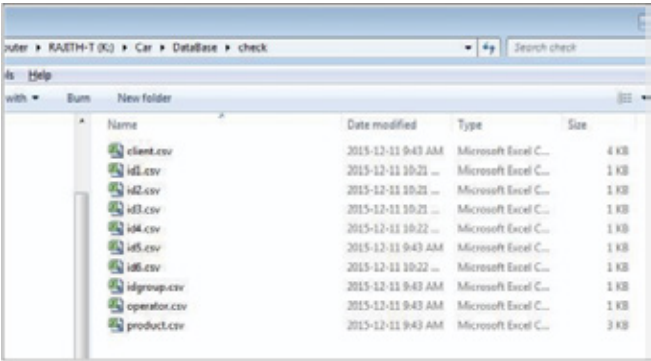 outer ▸ RAJITH-T (K:) ▸ Car ▸ DataBase ▸ check Search check
ls Help
with Burn New folder
Name Date modified Type Size
client.csv 2015-12-11 9:43 AM Microsoft Excel C... 4 KB
id1.csv 2015-12-11 10:21 ... Microsoft Excel C... 1 KB
id2.csv 2015-12-11 10:21 ... Microsoft Excel C... 1 KB
id3.csv 2015-12-11 10:21 ... Microsoft Excel C... 1 KB
id4.csv 2015-12-11 10:22 ... Microsoft Excel C... 1 KB
id5.csv 2015-12-11 9:43 AM Microsoft Excel C... 1 KB
id6.csv 2015-12-11 10:22 ... Microsoft Excel C... 1 KB
idgroup.csv 2015-12-11 9:43 AM Microsoft Excel C... 1 KB
operator.csv 2015-12-11 9:43 AM Microsoft Excel C... 1 KB
product.csv 2015-12-11 9:43 AM Microsoft Excel C... 3 KB